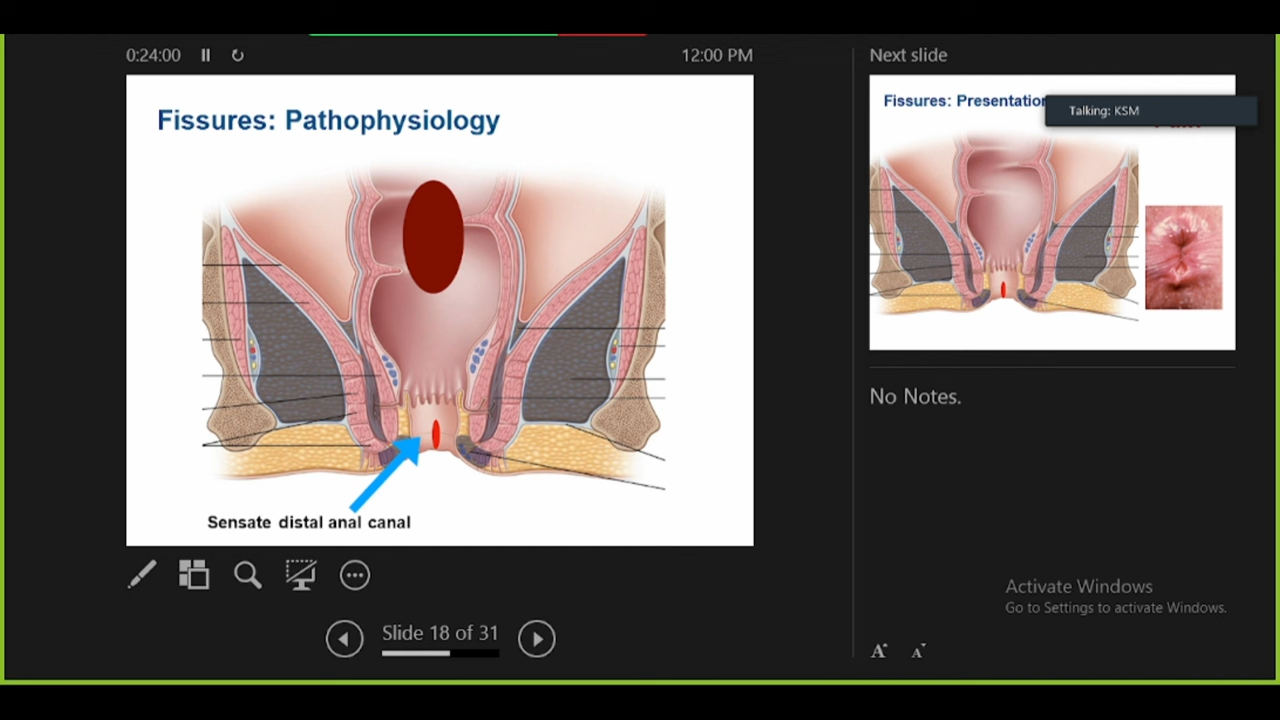 0:24:00
12:00 PM
Fissures: Pathophysiology
Sensate distal anal canal
Slide 18 of 31
Next slide
Fissures: Presentation
Talking: KSM
No Notes.
Activate Windows
Go to Settings to activate Windows.
A A